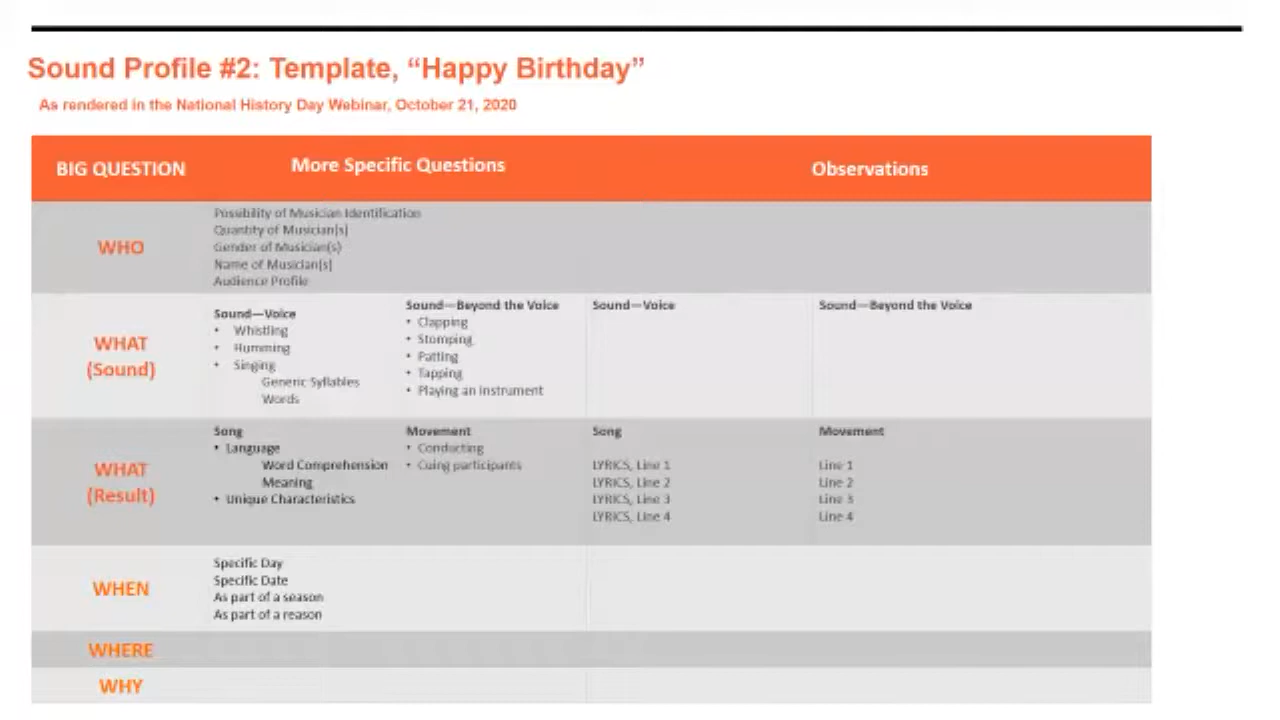 Sound Profile #2: Template, “Happy Birthday”
As rendered in the National History Day Webinar, October 21, 2020
BIG QUESTION
More Specific Questions
Observations
WHO
Possibility of Musician Identification
Quantity of Musician(s)
Gender of Musician(s)
Name of Musician(s)
Audience Profile
WHAT
(Sound)
Sound—Voice
• Whistling
• Humming
• Singing
Generic Syllables
Words
Sound—Beyond the Voice
• Clapping
• Stomping
• Patting
• Tapping
• Playing an instrument
Sound—Voice
Sound—Beyond the Voice
WHAT
(Result)
Song
• Language
Word Comprehension
Meaning
• Unique Characteristics
Movement
• Conducting
• Cuing participants
Song
LYRICS, Line 1
LYRICS, Line 2
LYRICS, Line 3
LYRICS, Line 4
Movement
Line 1
Line 2
Line 3
Line 4
WHEN
Specific Day
Specific Date
As part of a season
As part of a reason
WHERE
WHY